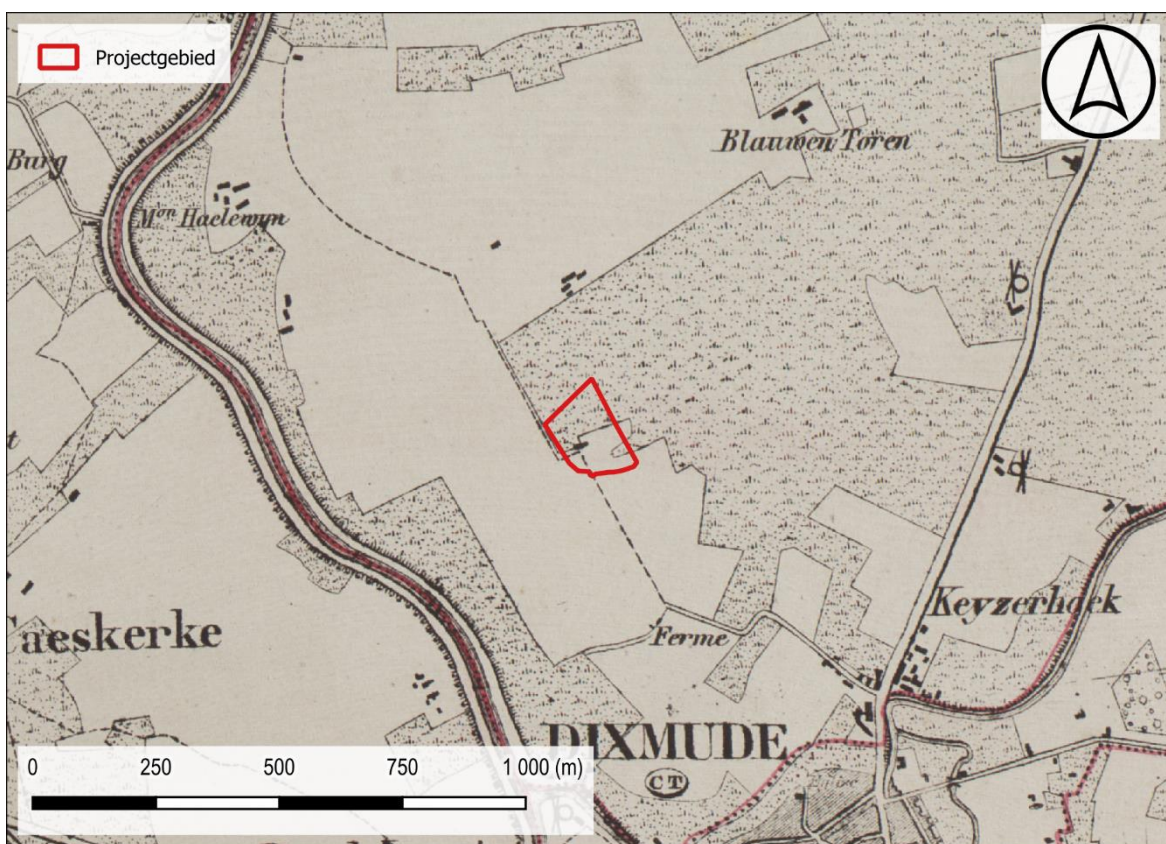 Projectgebied
Blauwen Toren
Burg
Mon Haelewyn
Keyzerhoek
aeskerke
Ferme
DIXMUDE
CT
0 250 500 750 1 000 (m)